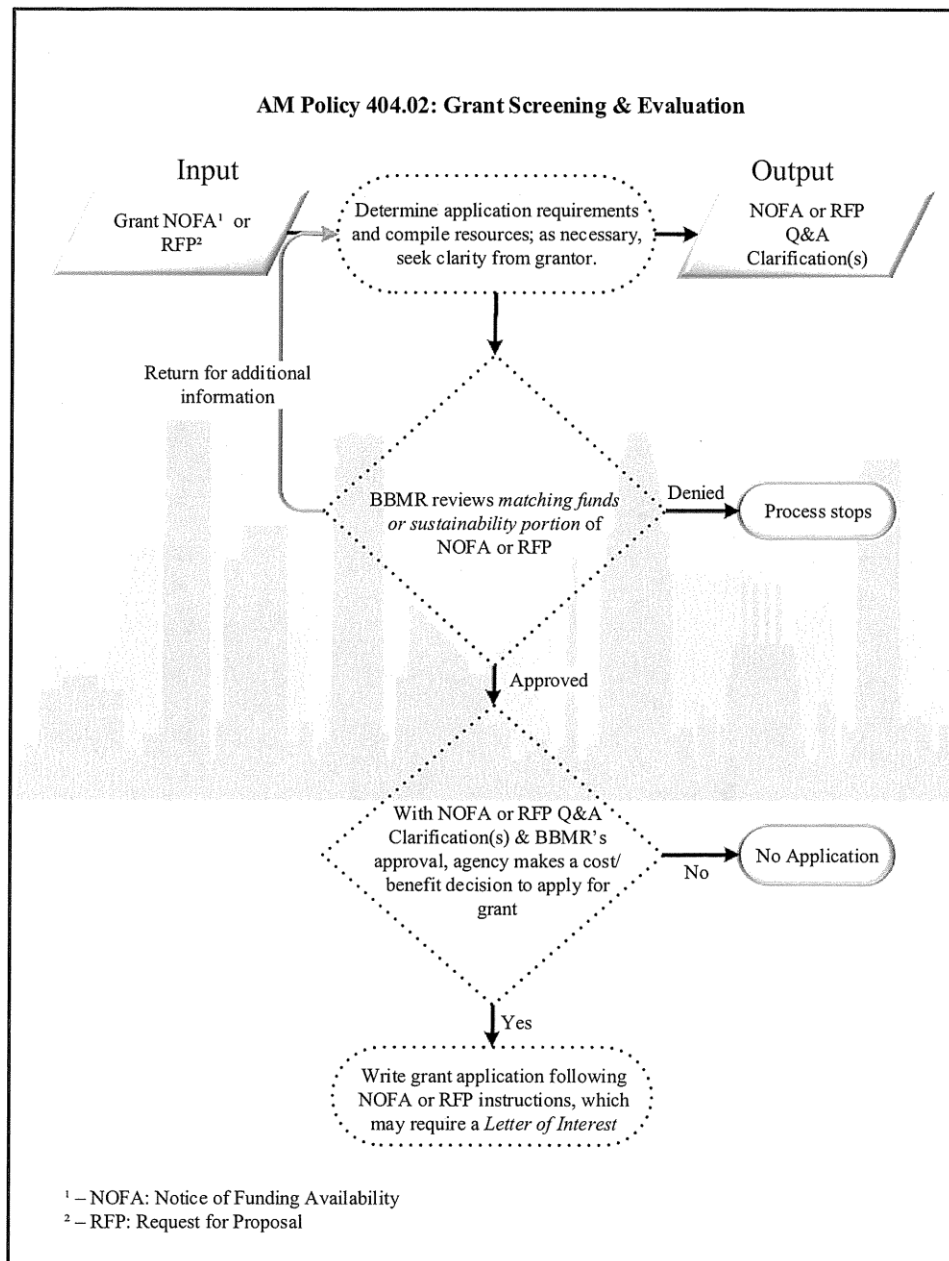 AM Policy 404.02: Grant Screening & Evaluation
Input
Output
Grant NOFA¹ or
RFP²
Determine application requirements
and compile resources; as necessary,
seek clarity from grantor.
NOFA or RFP
Q&A
Clarification(s)
Return for additional
information
BBMR reviews matching funds
or sustainability portion of
NOFA or RFP
Denied
Process stops
Approved
With NOFA or RFP Q&A
Clarification(s) & BBMR’s
approval, agency makes a cost/
benefit decision to apply for
grant
No
No Application
Yes
Write grant application following
NOFA or RFP instructions, which
may require a Letter of Interest
¹ – NOFA: Notice of Funding Availability
² – RFP: Request for Proposal